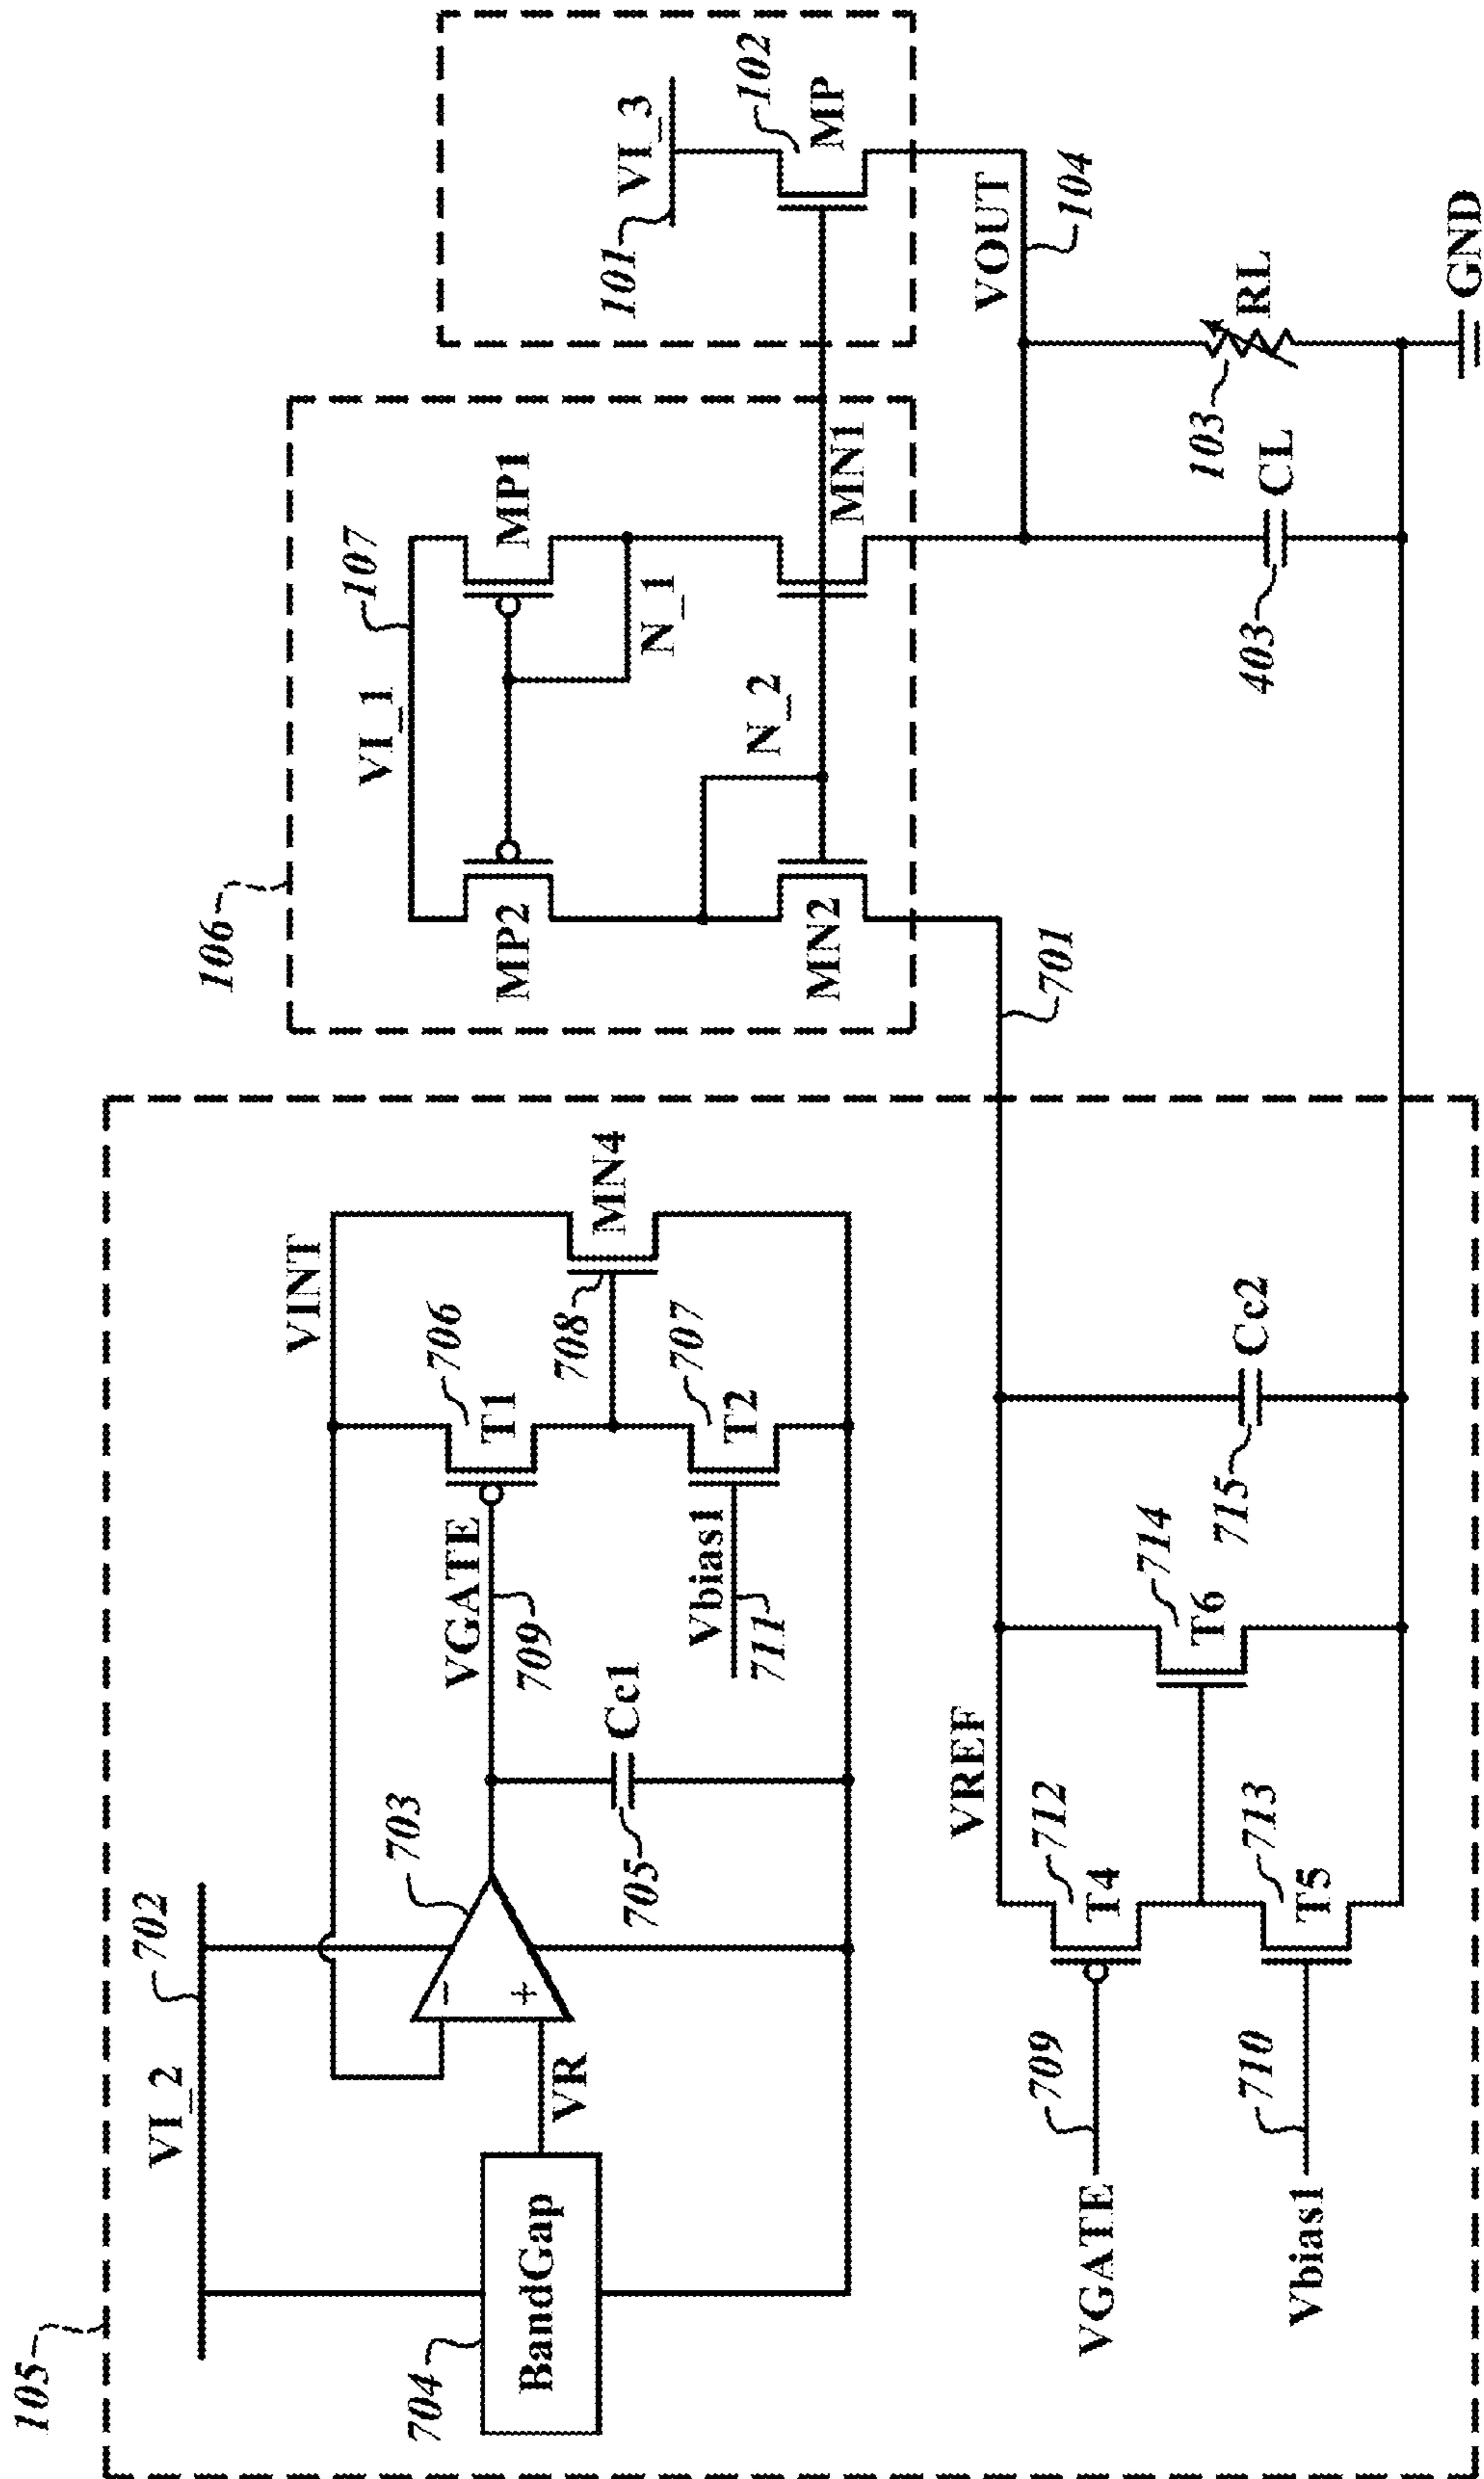 105
VI_2
702
704
BandGap
VR
703
-
+
705
Cc1
VGATE
709
Vbias1
711
VINT
706
T1
708
MN4
707
T2
VREF
712
T4
709
VGATE
713
T5
710
Vbias1
714
T6
715
Cc2
701
106
VI_1
107
MP2
MP1
N_1
N_2
MN2
MN1
VI_3
101
102
MP
VOUT
104
103
RL
403
CL
GND